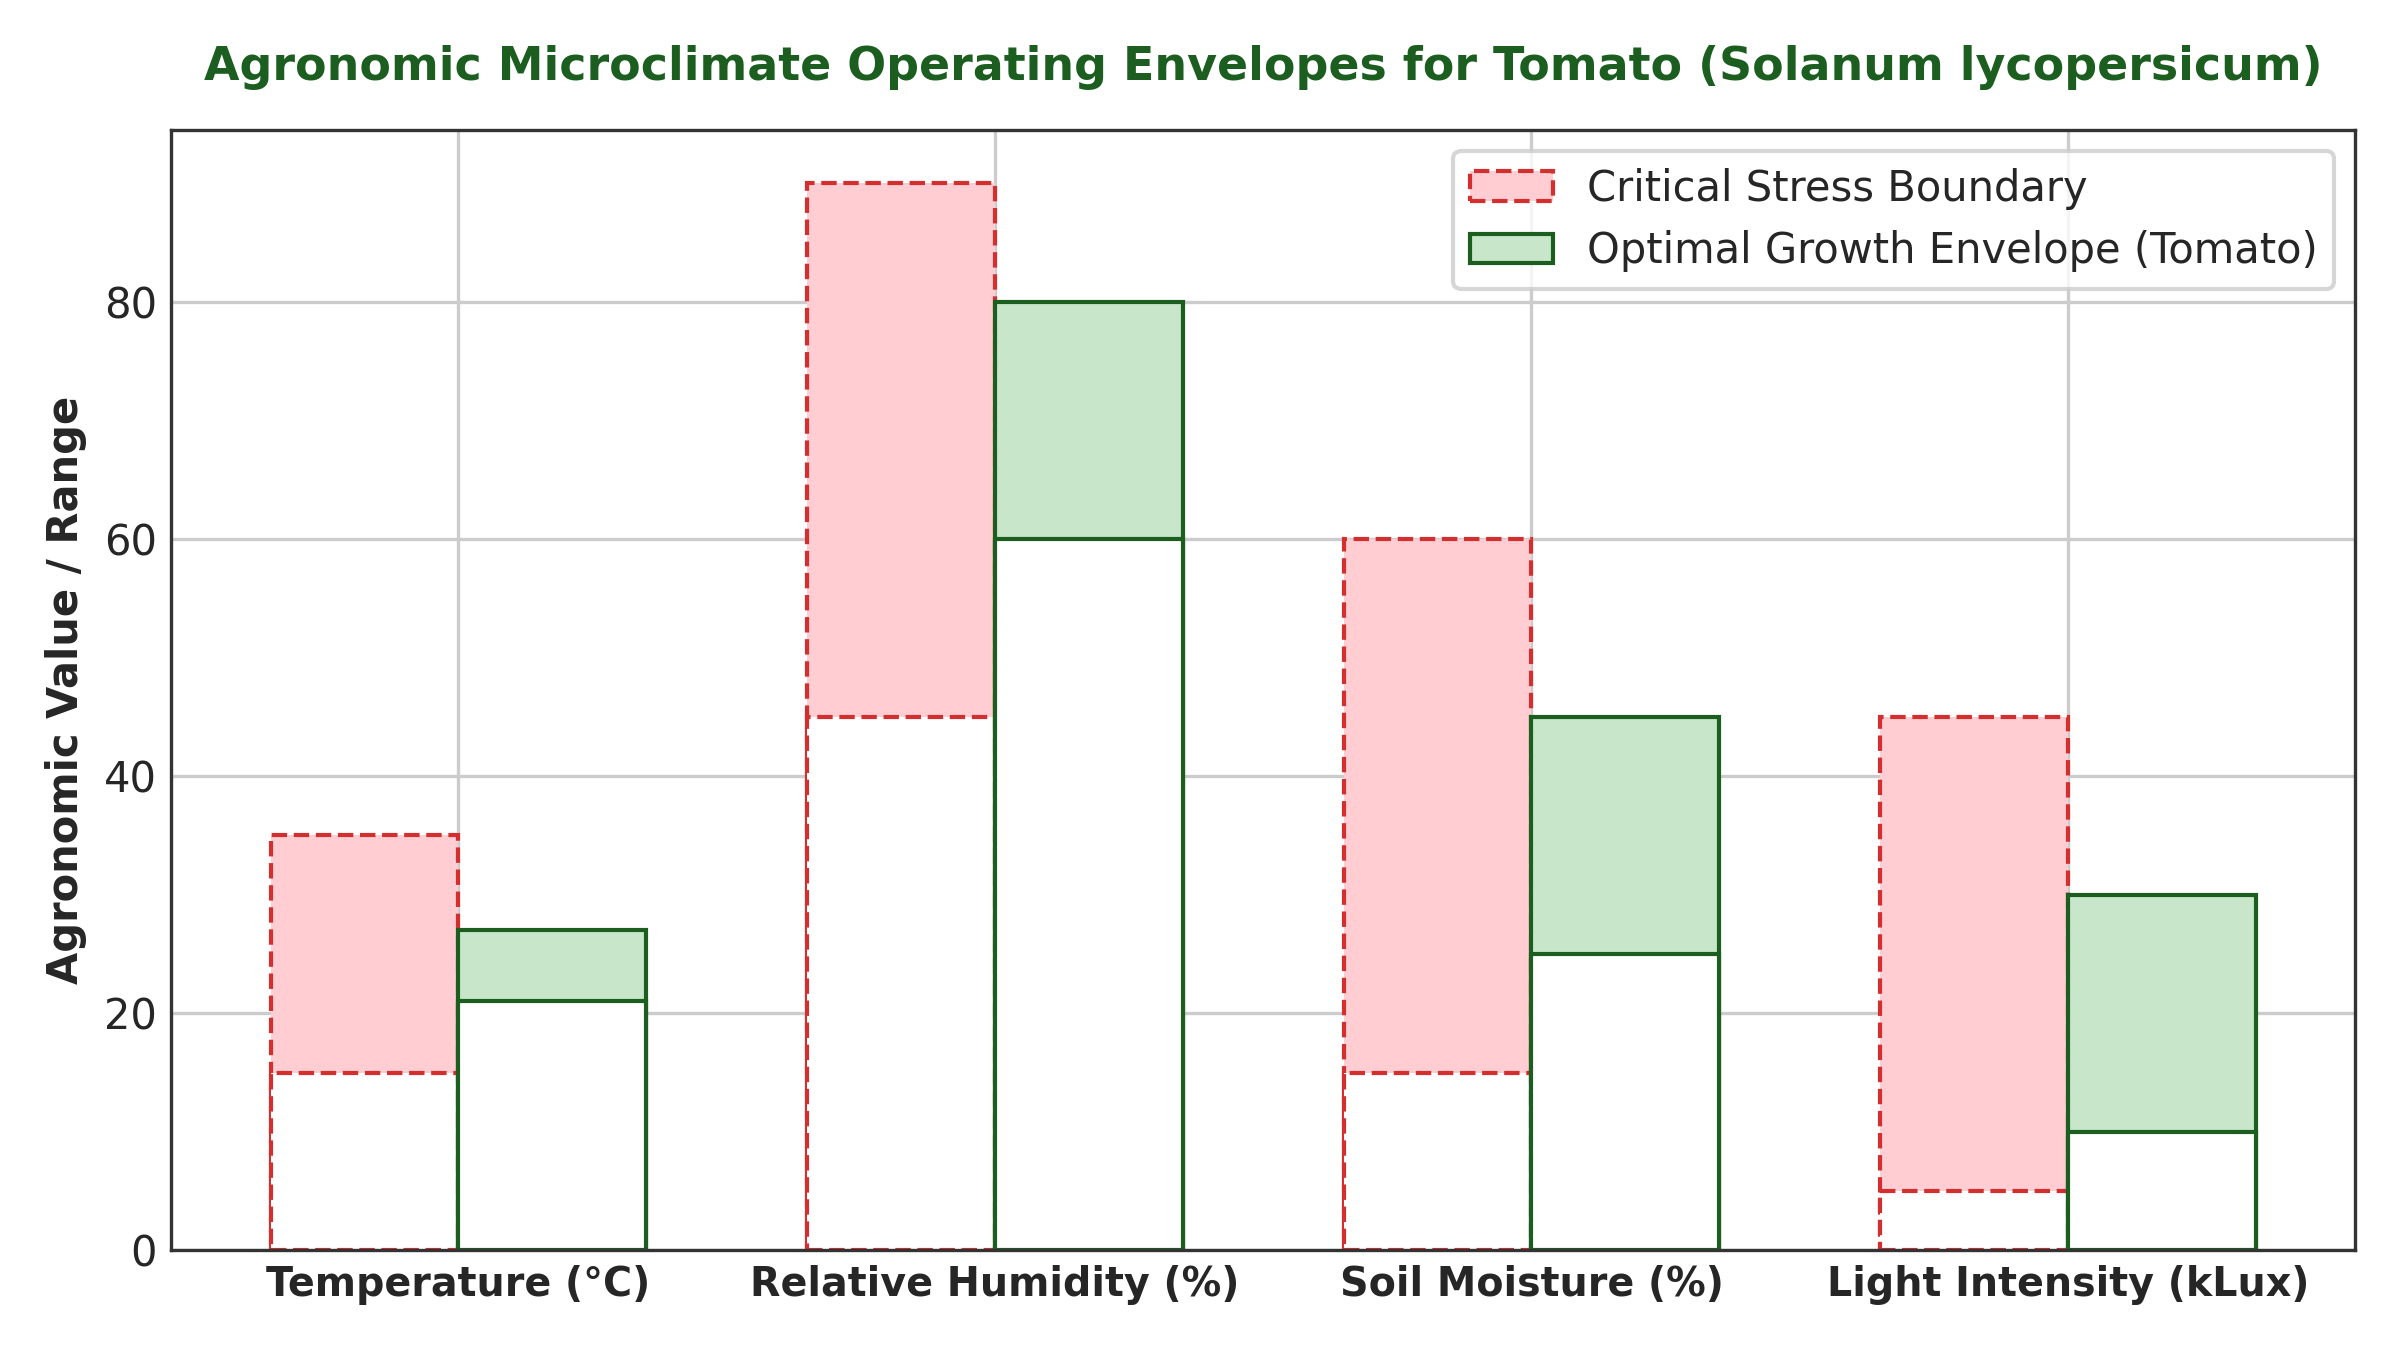 Agronomic Microclimate Operating Envelopes for Tomato (Solanum lycopersicum)
Critical Stress Boundary
Optimal Growth Envelope (Tomato)
Agronomic Value / Range
80
60
40
20
0
Temperature (°C)
Relative Humidity (%)
Soil Moisture (%)
Light Intensity (kLux)